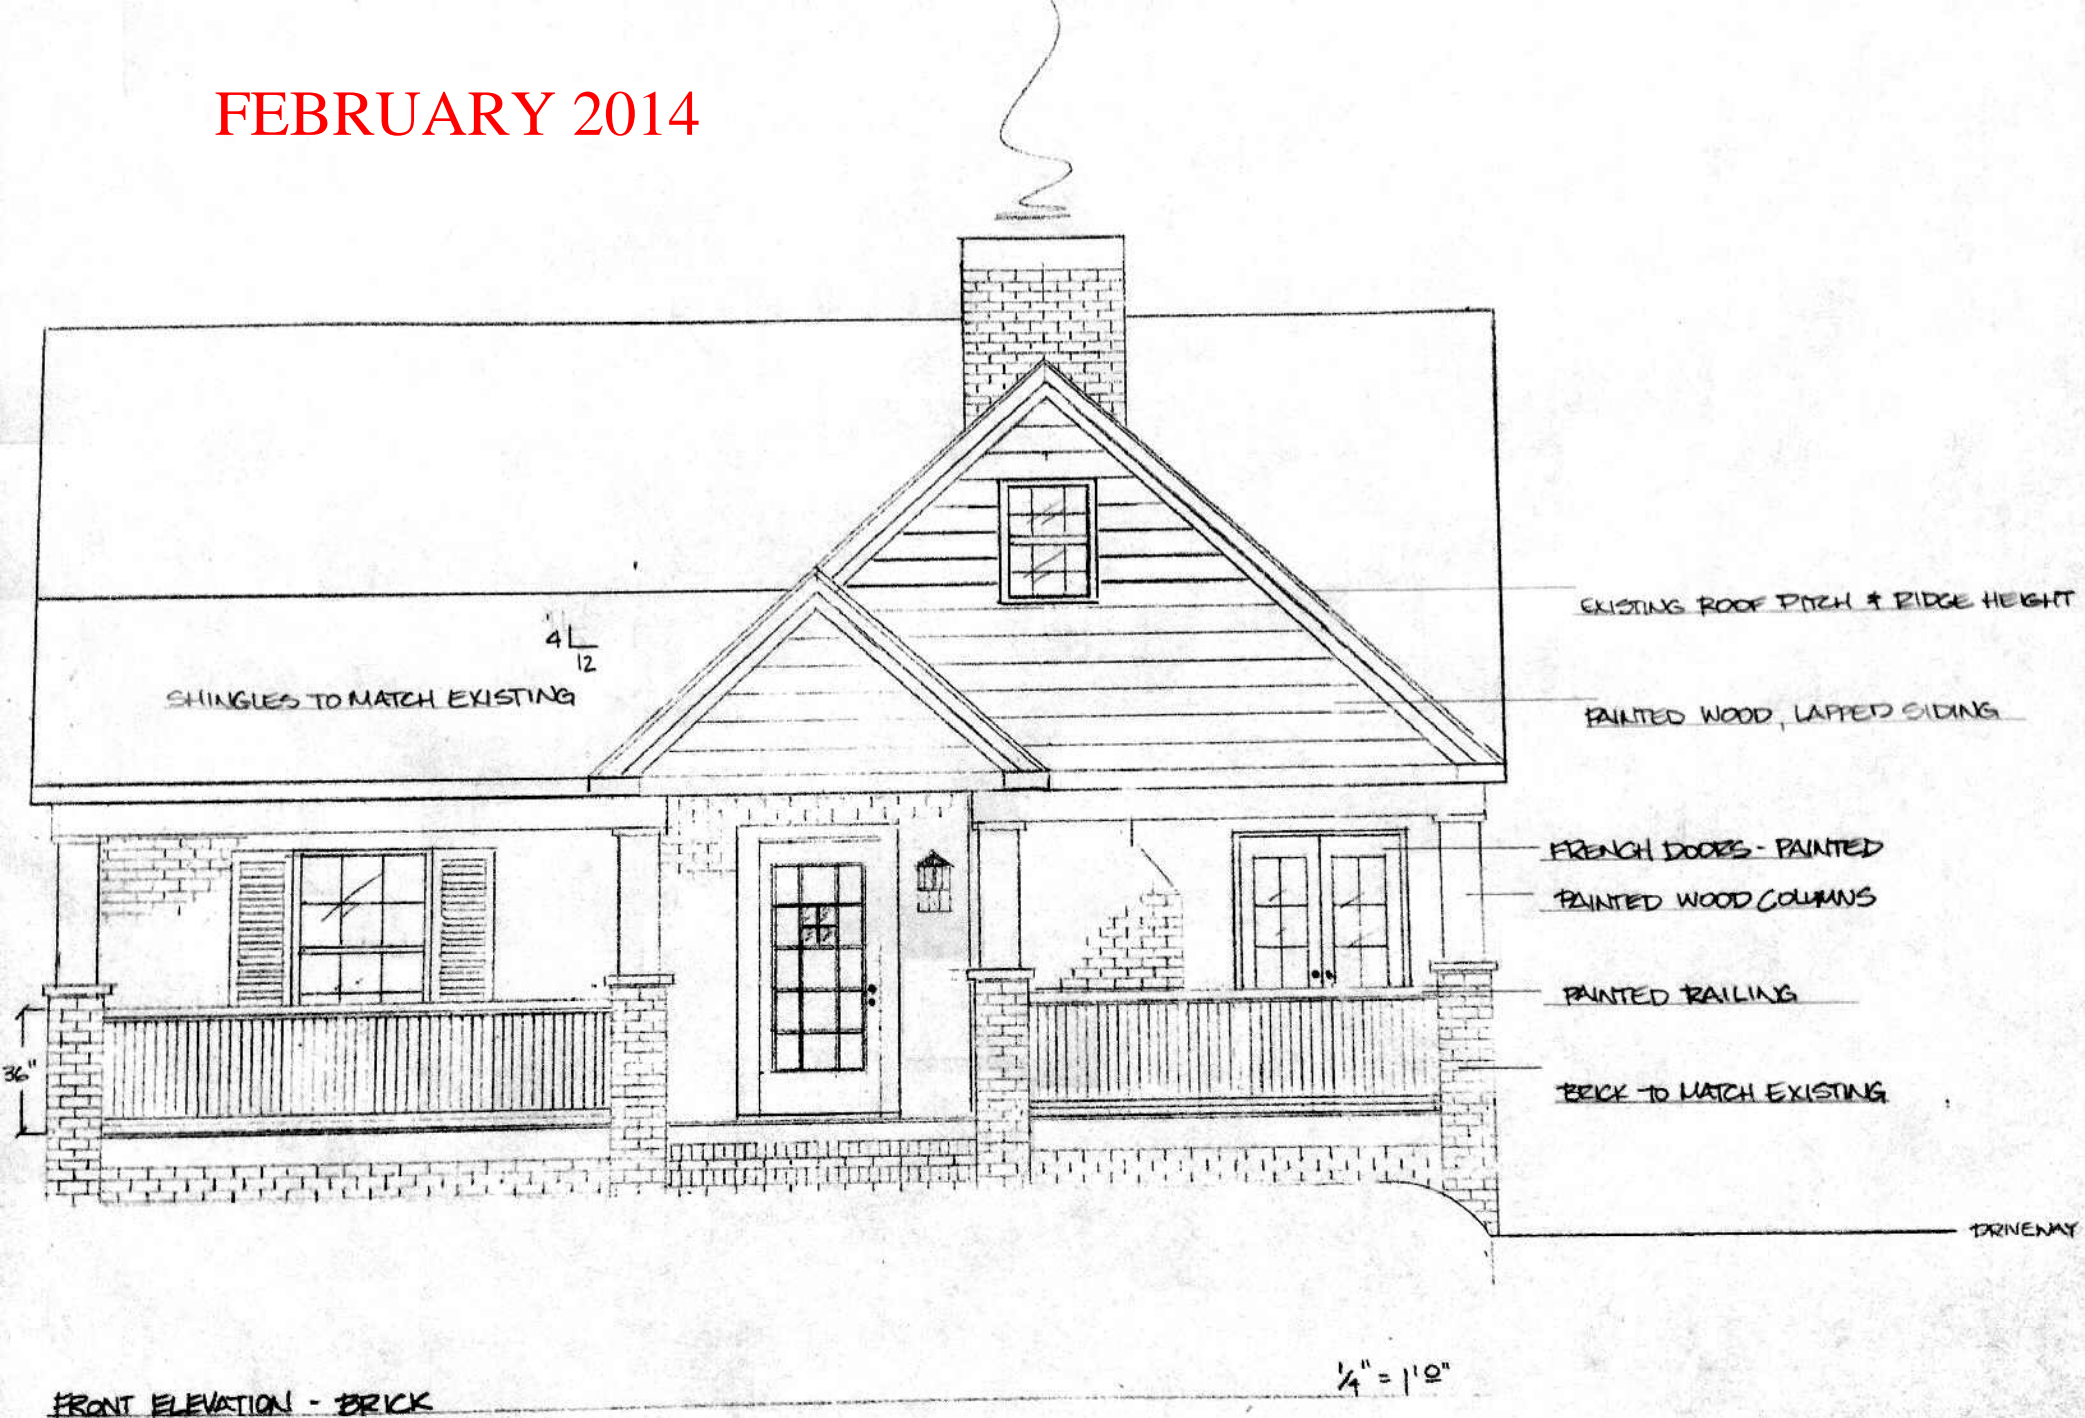 FEBRUARY 2014
EXISTING ROOF PITCH & RIDGE HEIGHT
4
12
SHINGLES TO MATCH EXISTING
PAINTED WOOD, LAPPED SIDING
FRENCH DOORS - PAINTED
PAINTED WOOD COLUMNS
PAINTED RAILING
36"
BRICK TO MATCH EXISTING
DRIVEWAY
1/4" = 1'0"
FRONT ELEVATION - BRICK